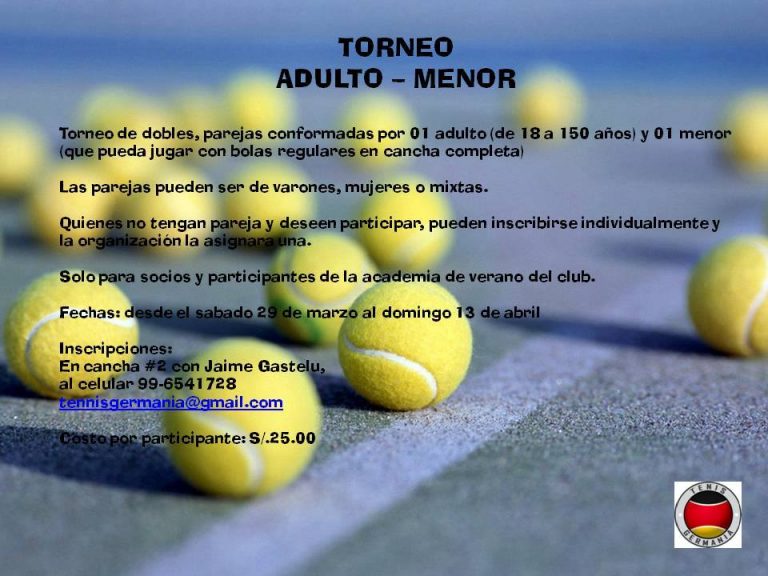 TORNEO
ADULTO – MENOR
Torneo de dobles, parejas conformadas por 01 adulto (de 18 a 150 años) y 01 menor
(que pueda jugar con bolas regulares en cancha completa)
Las parejas pueden ser de varones, mujeres o mixtas.
Quienes no tengan pareja y deseen participar, pueden inscribirse individualmente y
la organización la asignara una.
Solo para socios y participantes de la academia de verano del club.
Fechas: desde el sabado 29 de marzo al domingo 13 de abril
Inscripciones:
En cancha #2 con Jaime Gastelu,
al celular 99-6541728
tennisgermania@gmail.com
Costo por participante: S/.25.00
TENIS
GERMANIA